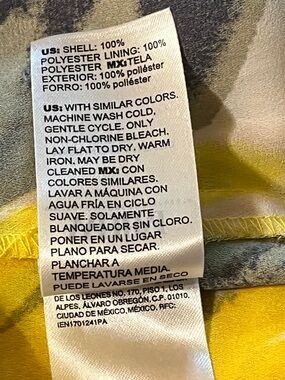 US: SHELL: 100%
POLYESTER LINING: 100%
POLYESTER MX:TELA
EXTERIOR: 100% poliéster
FORRO: 100% poliéster
US: WITH SIMILAR COLORS.
MACHINE WASH COLD,
GENTLE CYCLE. ONLY
NON-CHLORINE BLEACH.
LAY FLAT TO DRY, WARM
IRON. MAY BE DRY
CLEANED MX: CON
COLORES SIMILARES.
LAVAR A MÁQUINA CON
AGUA FRÍA EN CICLO
SUAVE. SOLAMENTE
BLANQUEADOR SIN CLORO.
PONER EN UN LUGAR
PLANO PARA SECAR.
PLANCHAR A
TEMPERATURA MEDIA.
PUEDE LAVARSE EN SECO
DE LOS LEONES NO. 170, PISO 1, LOS
ALPES, ÁLVARO OBREGÓN, C.P. 01010.
CIUDAD DE MÉXICO, MÉXICO. RFC:
IEN1701241PA